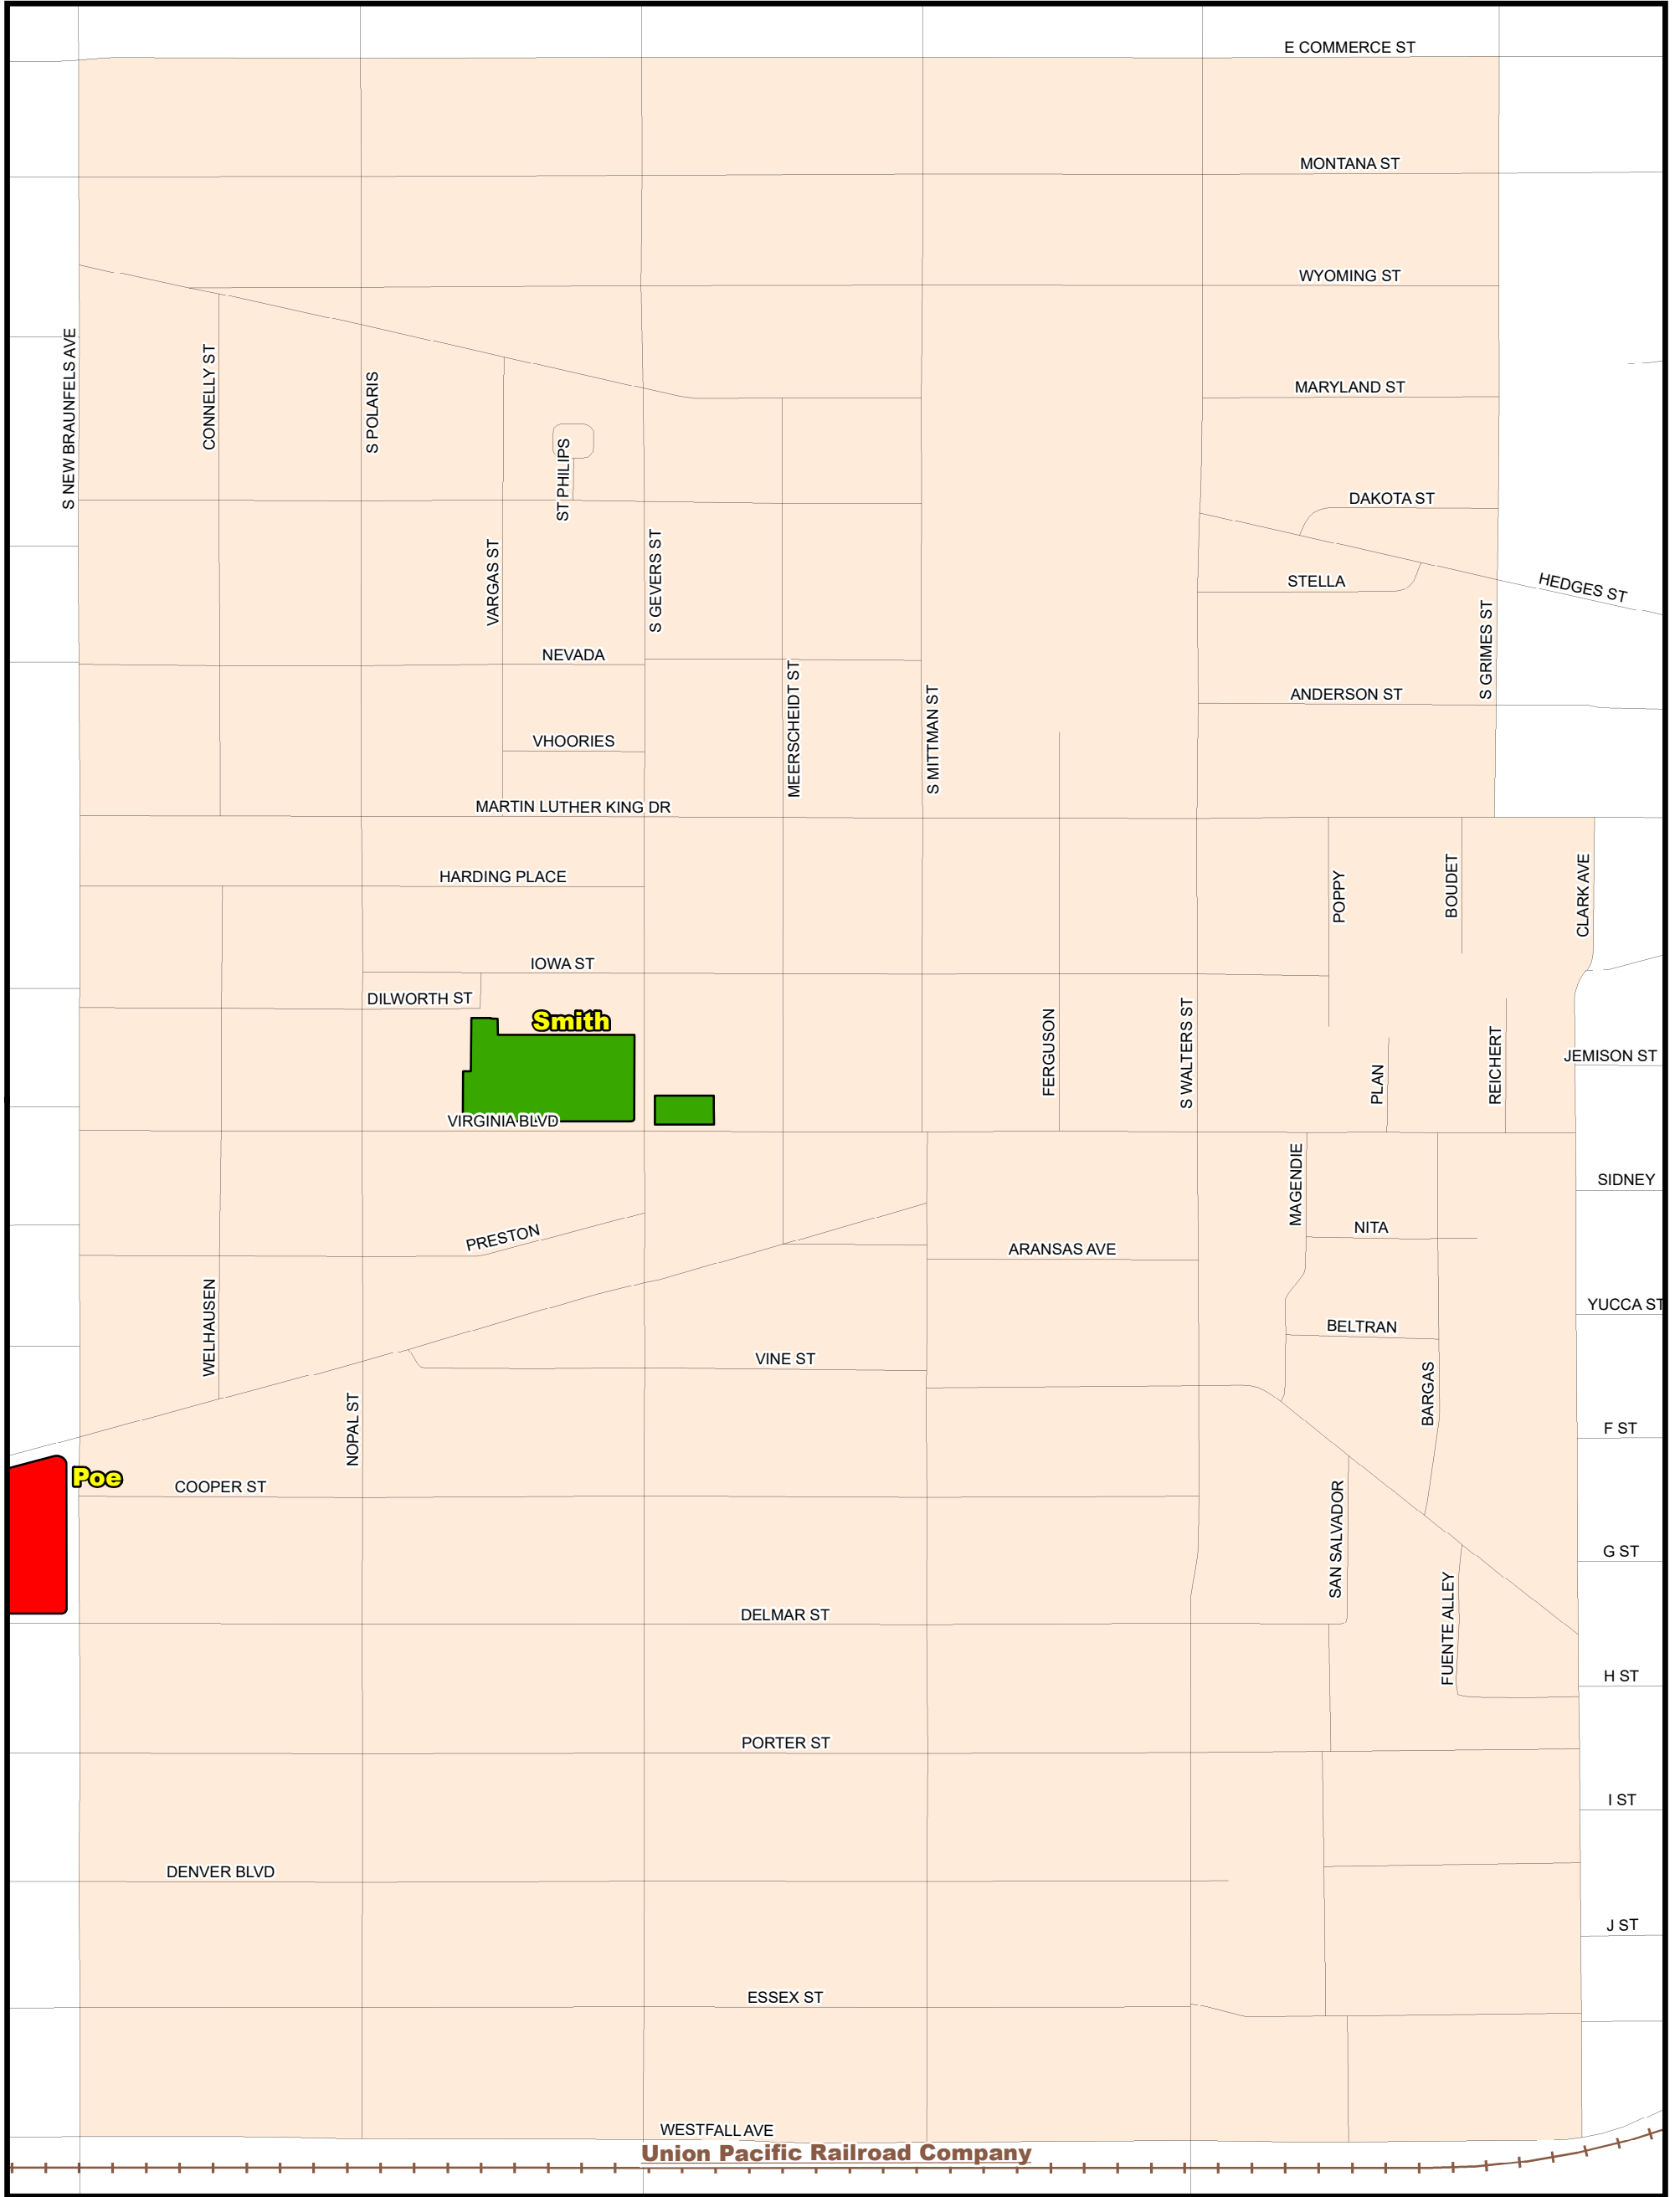 E COMMERCE ST
MONTANA ST
WYOMING ST
S NEW BRAUNFELS AVE
CONNELLY ST
S POLARIS
MARYLAND ST
ST PHILIPS
DAKOTA ST
VARGAS ST
S GEVERS ST
STELLA
HEDGES ST
S GRIMES ST
NEVADA
MEERSCHEIDT ST
S MITTMAN ST
ANDERSON ST
VHOORIES
MARTIN LUTHER KING DR
HARDING PLACE
POPPY
BOUDET
CLARK AVE
IOWA ST
DILWORTH ST
Smith
FERGUSON
S WALTERS ST
PLAN
REICHERT
JEMISON ST
VIRGINIA BLVD
MAGENDIE
SIDNEY
NITA
PRESTON
ARANSAS AVE
WELHAUSEN
YUCCA ST
BELTRAN
VINE ST
BARGAS
NOPAL ST
F ST
Poe
COOPER ST
SAN SALVADOR
G ST
FUENTE ALLEY
DELMAR ST
H ST
PORTER ST
I ST
DENVER BLVD
J ST
ESSEX ST
WESTFALL AVE
Union Pacific Railroad Company